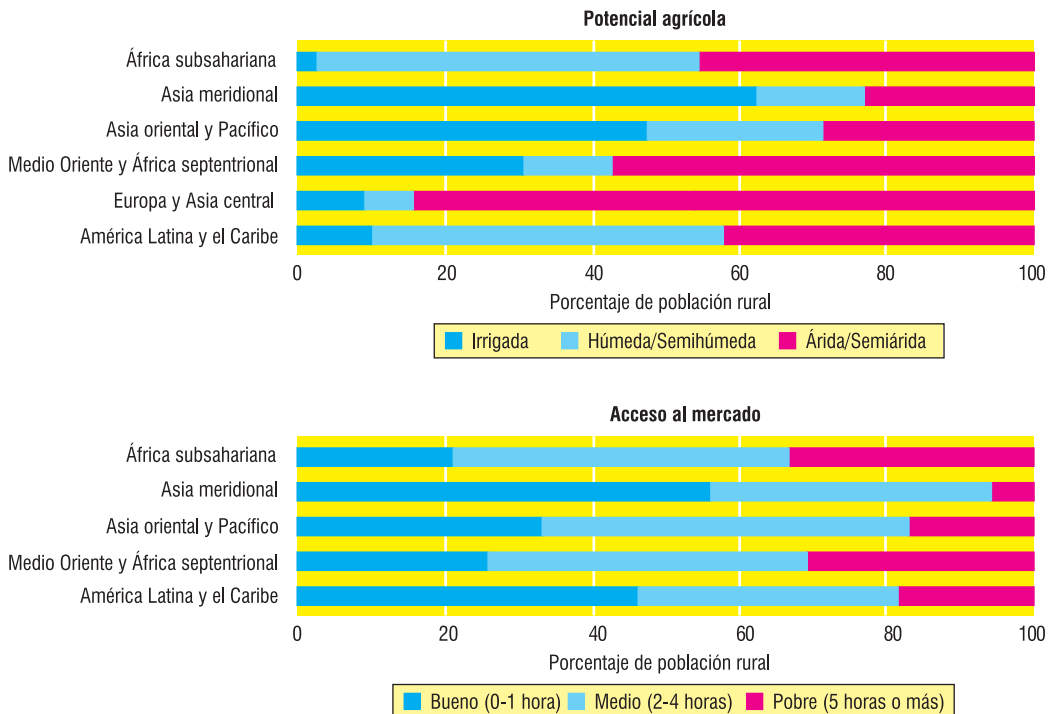 Potencial agrícola
África subsahariana
Asia meridional
Asia oriental y Pacífico
Medio Oriente y África septentrional
Europa y Asia central
América Latina y el Caribe
0 20 40 60 80 100
Porcentaje de población rural
Irrigada Húmeda/Semihúmeda Árida/Semiárida
Acceso al mercado
África subsahariana
Asia meridional
Asia oriental y Pacífico
Medio Oriente y África septentrional
América Latina y el Caribe
0 20 40 60 80 100
Porcentaje de población rural
Bueno (0-1 hora) Medio (2-4 horas) Pobre (5 horas o más)